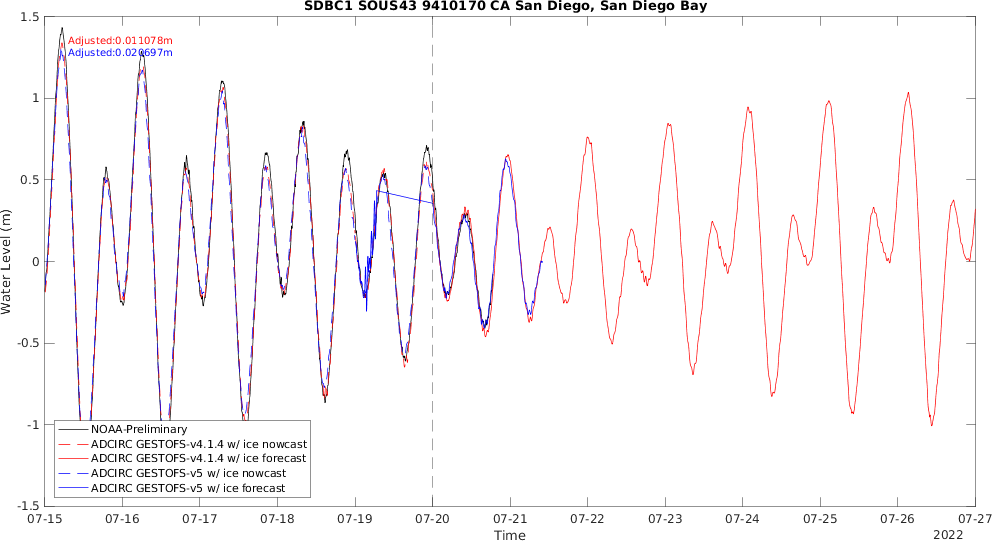 SDBC1 SOUS43 9410170 CA San Diego, San Diego Bay
Adjusted:0.011078m
Adjusted:0.020697m
1.5
1
0.5
0
-0.5
-1
-1.5
Water Level (m)
NOAA-Preliminary
ADCIRC GESTOFS-v4.1.4 w/ ice nowcast
ADCIRC GESTOFS-v4.1.4 w/ ice forecast
ADCIRC GESTOFS-v5 w/ ice nowcast
ADCIRC GESTOFS-v5 w/ ice forecast
07-15 07-16 07-17 07-18 07-19 07-20 07-21 07-22 07-23 07-24 07-25 07-26 07-27
Time
2022